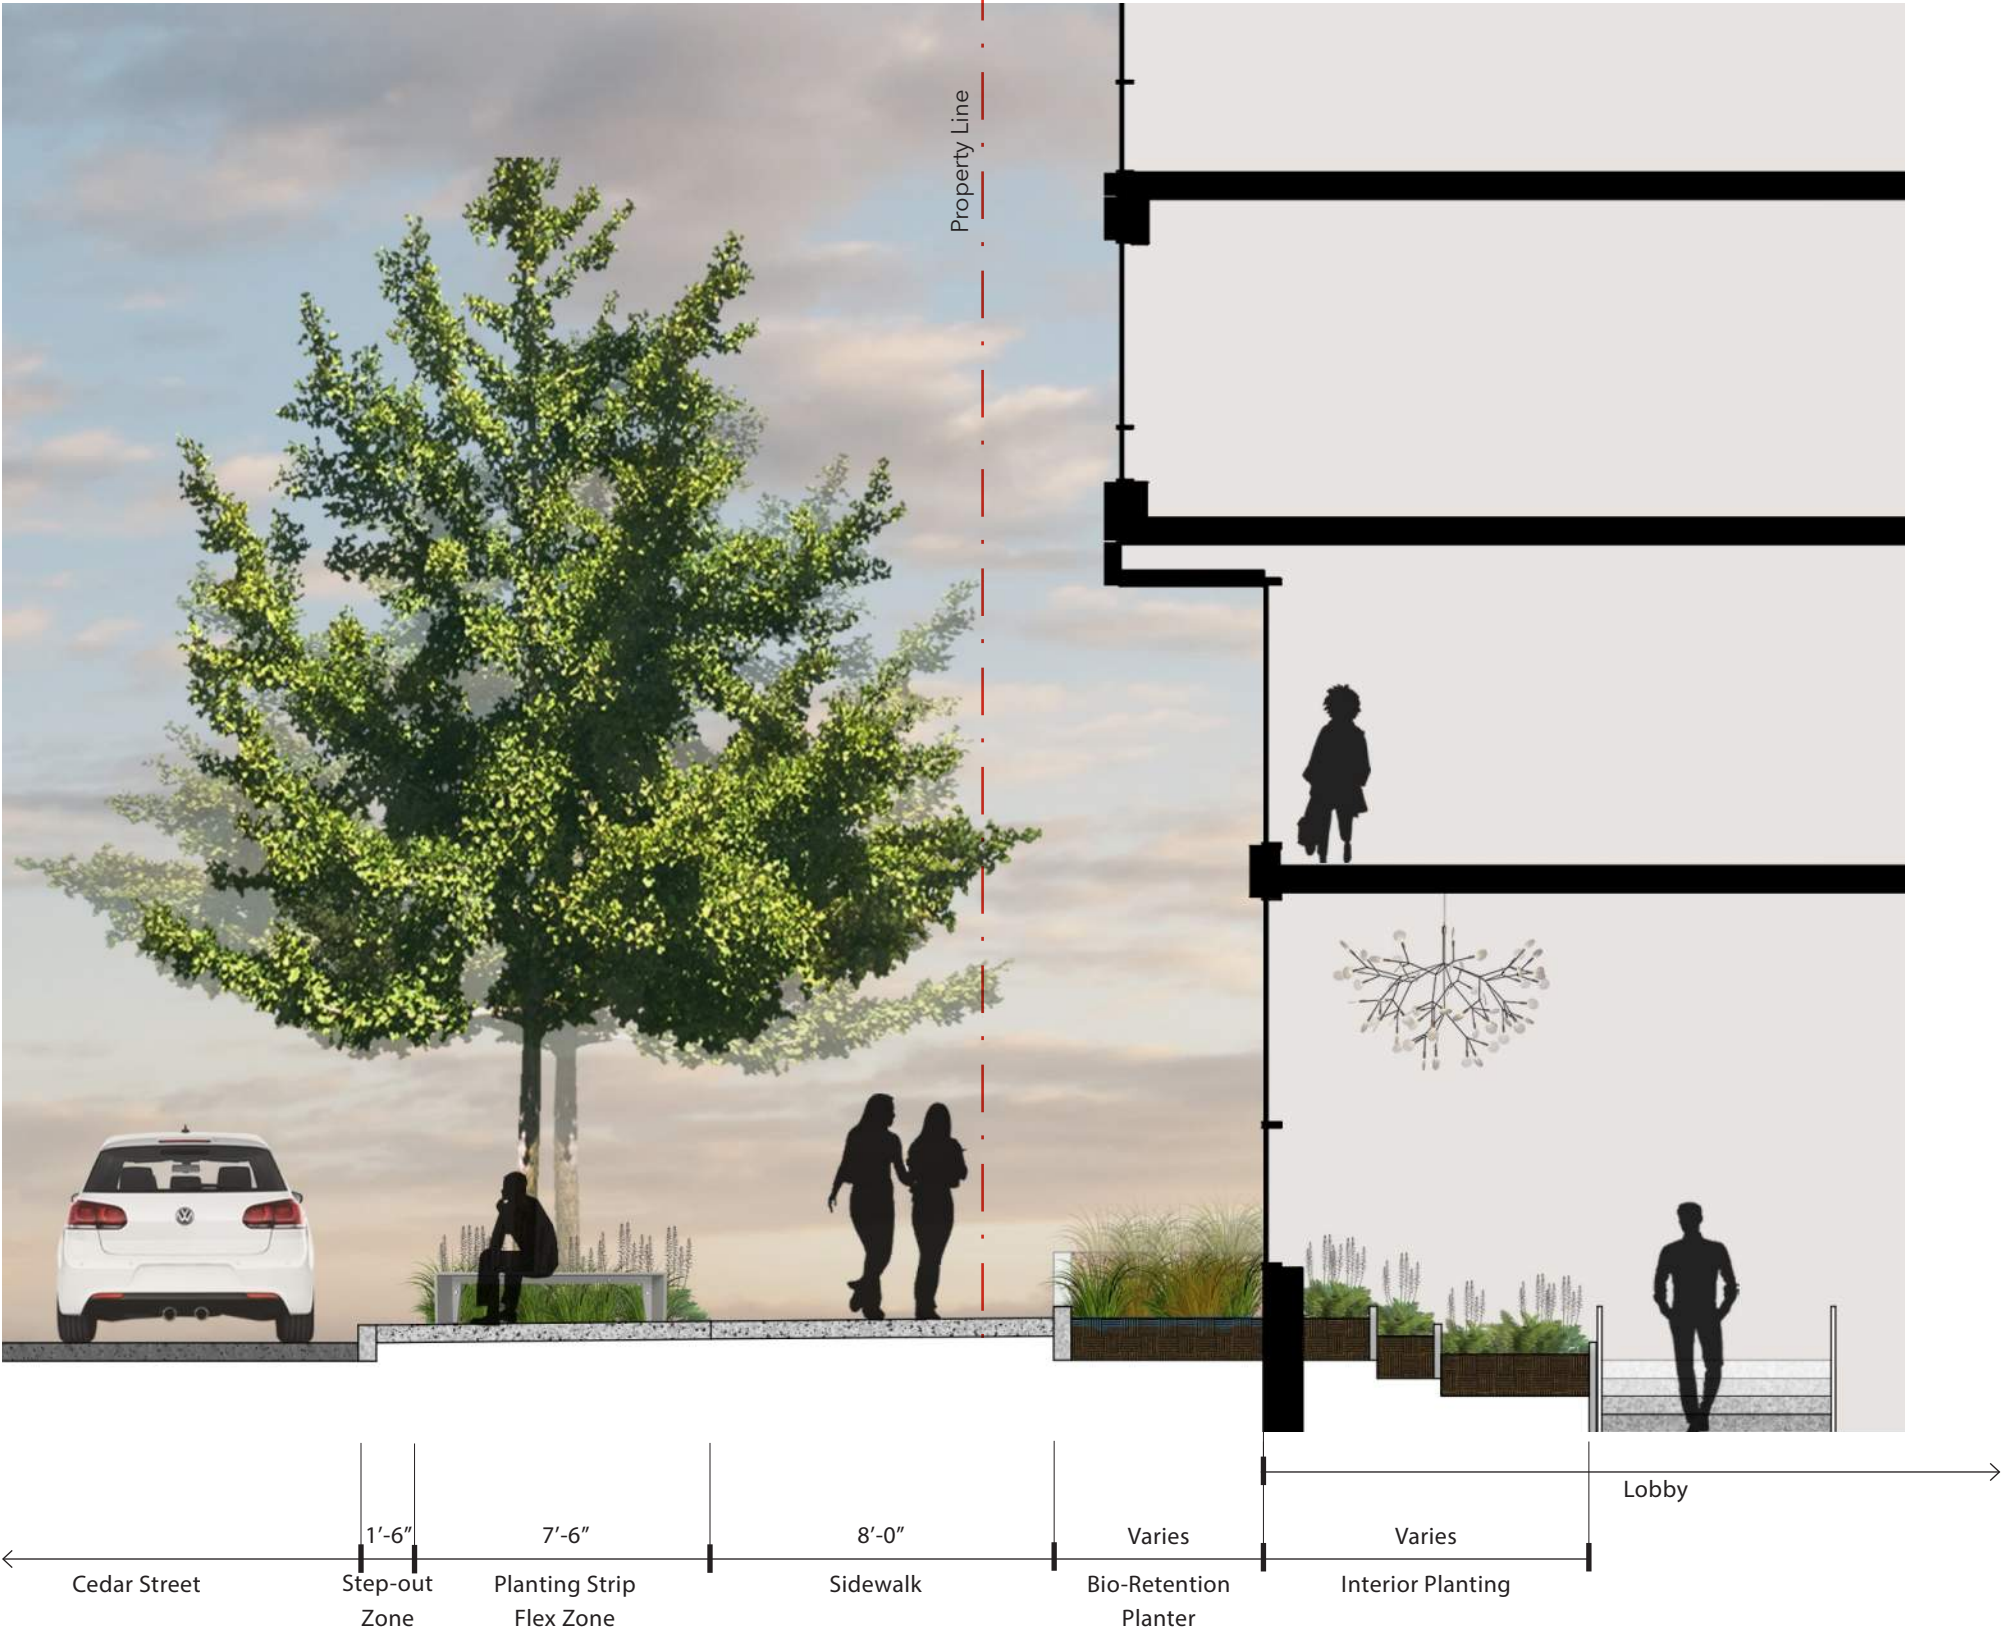 Property Line
Lobby
1’-6”
7’-6”
8’-0”
Varies
Varies
Cedar Street
Step-out
Zone
Planting Strip
Flex Zone
Sidewalk
Bio-Retention
Planter
Interior Planting